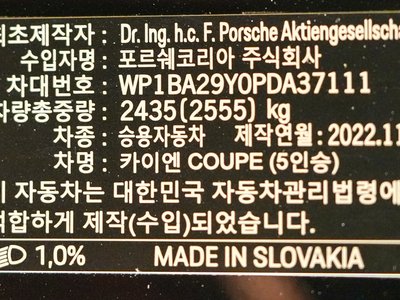 최초제작자 : Dr. Ing. h.c. F. Porsche Aktiengesellscha
수입자명 : 포르쉐코리아 주식회사
차대번호 : WP1BA29Y0PDA37111
차량총중량 : 2435(2555) kg
차종 : 승용자동차 제작연월 : 2022.11
차명 : 카이엔 COUPE (5인승)
이 자동차는 대한민국 자동차관리법령에
적합하게 제작(수입)되었습니다.
1,0% MADE IN SLOVAKIA